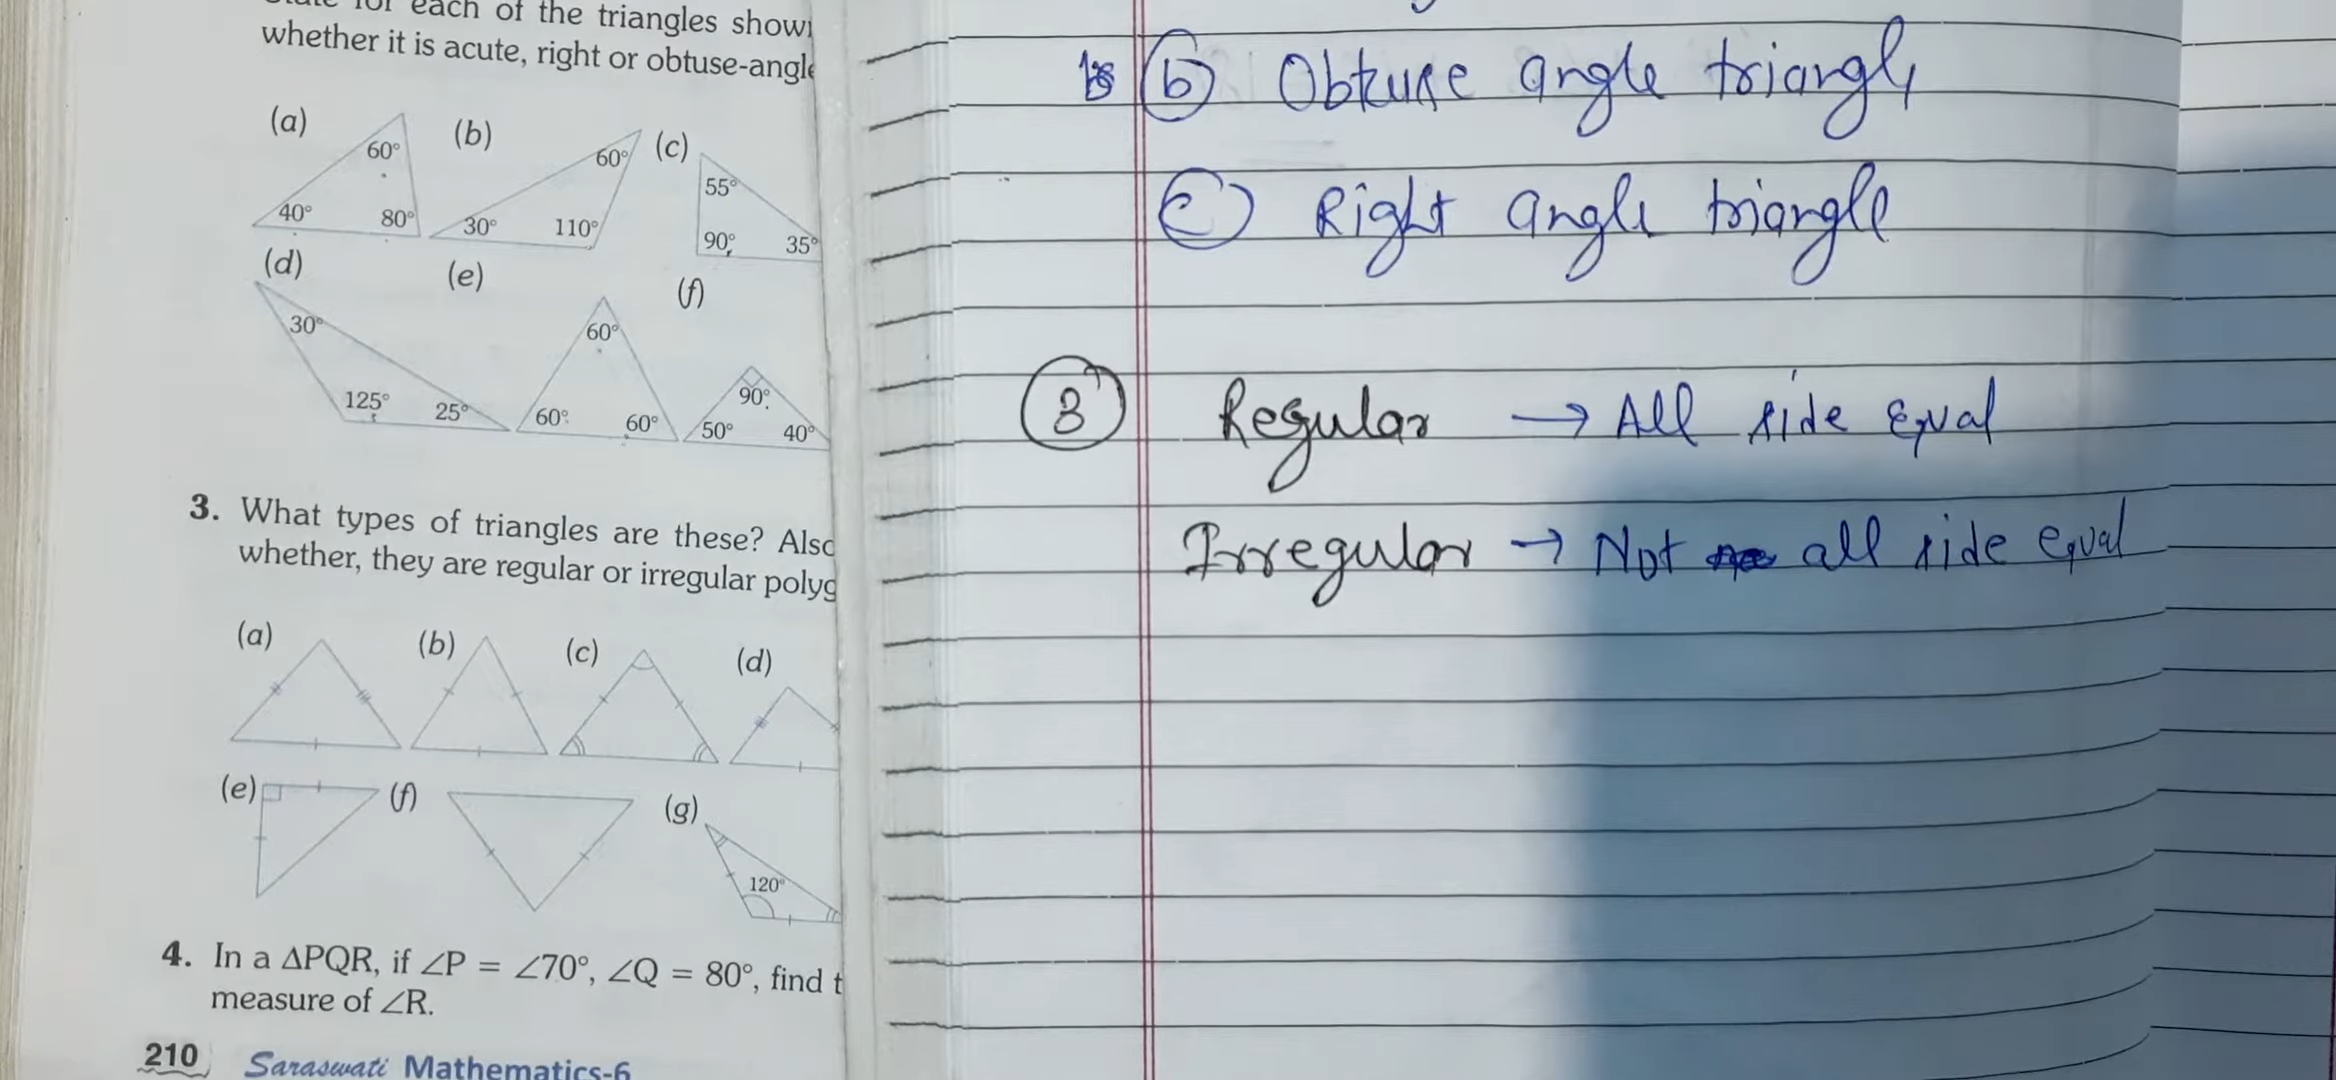 for each of the triangles show
whether it is acute, right or obtuse-angle
(a) (b) (c)
60° 60° 55°
40° 80° 30° 110° 90° 35°
(d) (e) (f)
30° 60° 90°
125° 25° 60° 60° 50° 40°
3. What types of triangles are these? Also
whether, they are regular or irregular polyg
(a) (b) (c) (d)
(e) (f) (g)
120°
4. In a ΔPQR, if ∠P = ∠70°, ∠Q = 80°, find t
measure of ∠R.
210 Saraswati Mathematics-6
(b) Obtuse angle triangl
(c) Right angle triangle
(3) Regular → All side Equal
Irregular → Not all side Equal